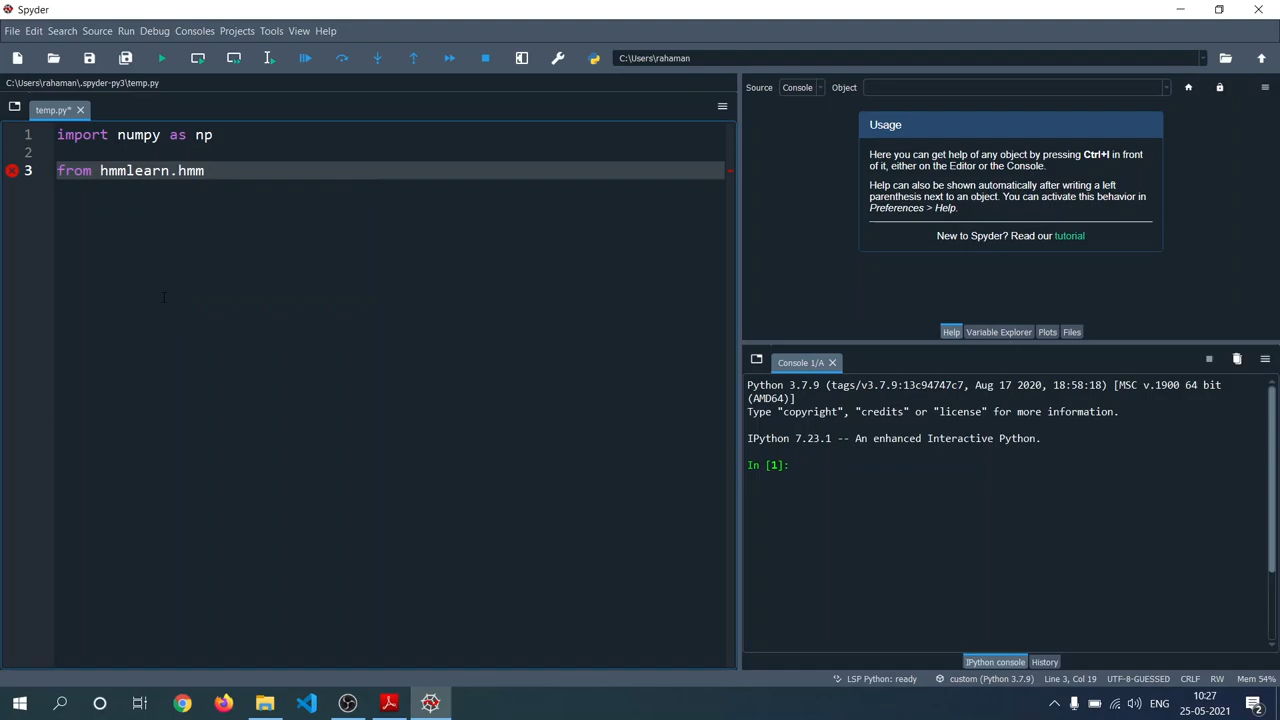 Spyder
File Edit Search Source Run Debug Consoles Projects Tools View Help
C:\Users\rahaman
C:\Users\rahaman\.spyder-py3\temp.py
temp.py*
1 import numpy as np
2
3 from hmmlearn.hmm
Source Console Object
Usage
Here you can get help of any object by pressing Ctrl+I in front
of it, either on the Editor or the Console.
Help can also be shown automatically after writing a left
parenthesis next to an object. You can activate this behavior in
Preferences > Help.
New to Spyder? Read our tutorial
Help Variable Explorer Plots Files
Console 1/A
Python 3.7.9 (tags/v3.7.9:13c94747c7, Aug 17 2020, 18:58:18) [MSC v.1900 64 bit
(AMD64)]
Type "copyright", "credits" or "license" for more information.
IPython 7.23.1 -- An enhanced Interactive Python.
In [1]:
IPython console History
LSP Python: ready custom (Python 3.7.9) Line 3, Col 19 UTF-8-GUESSED CRLF RW Mem 54%
ENG
10:27
25-05-2021
2